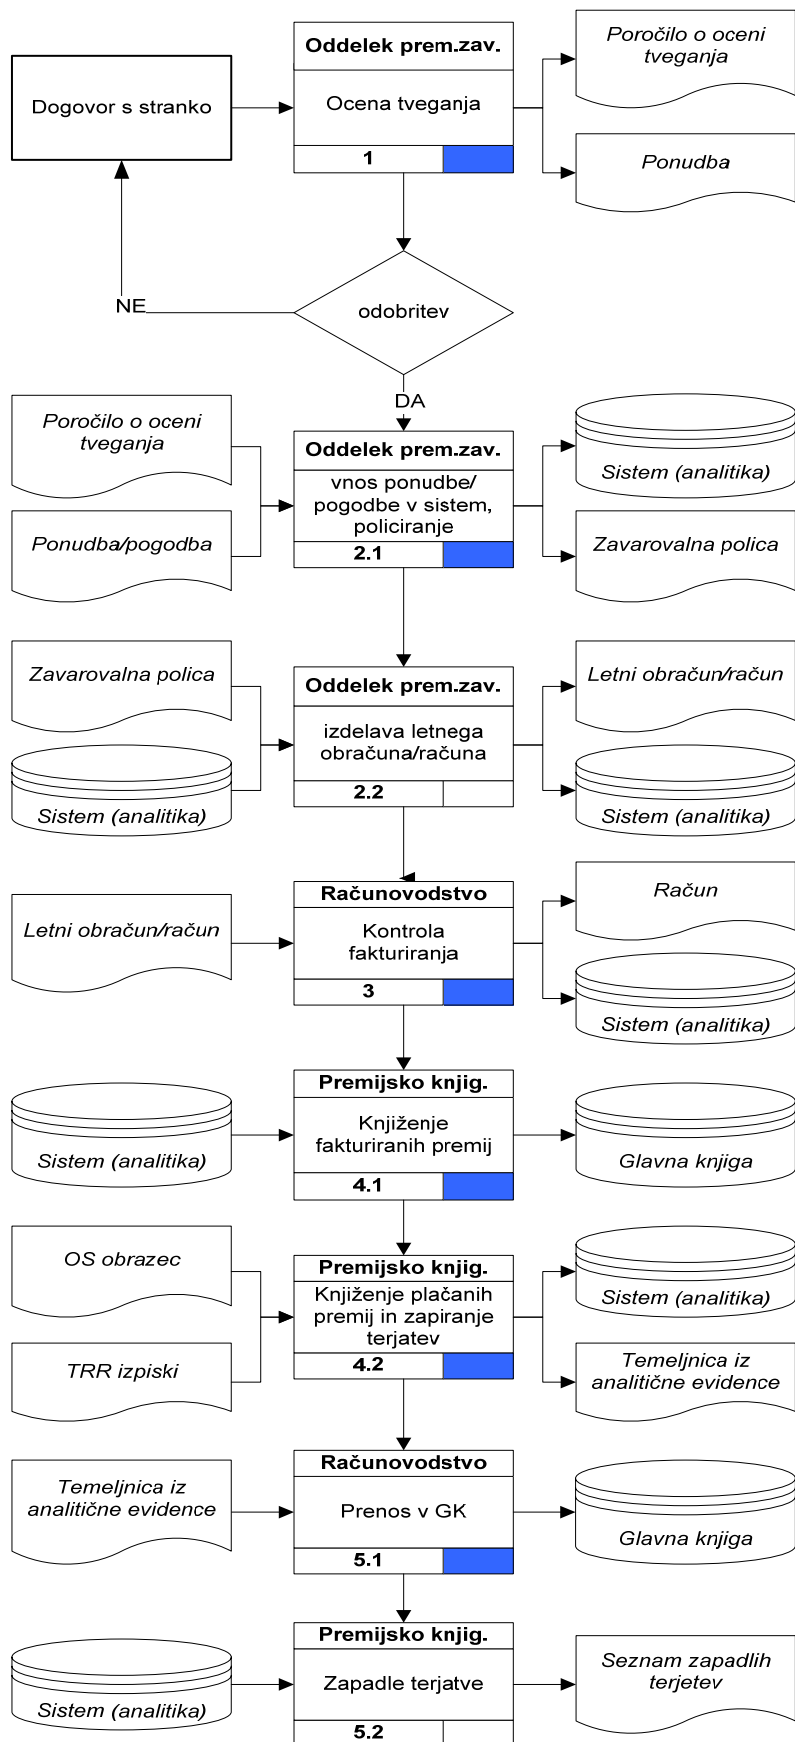 Oddelek prem.zav.
Poročilo o oceni
tveganja
Dogovor s stranko
Ocena tveganja
1
Ponudba
NE
odobritev
DA
Poročilo o oceni
tveganja
Oddelek prem.zav.
vnos ponudbe/
pogodbe v sistem,
policiranje
Sistem (analitika)
Ponudba/pogodba
2.1
Zavarovalna polica
Zavarovalna polica
Oddelek prem.zav.
Letni obračun/račun
izdelava letnega
obračuna/računa
2.2
Sistem (analitika)
Sistem (analitika)
Računovodstvo
Račun
Letni obračun/račun
Kontrola
fakturiranja
3
Sistem (analitika)
Premijsko knjig.
Knjiženje
fakturiranih premij
Sistem (analitika)
Glavna knjiga
4.1
OS obrazec
Premijsko knjig.
Knjiženje plačanih
premij in zapiranje
terjatev
Sistem (analitika)
TRR izpiski
4.2
Temeljnica iz
analitične evidence
Računovodstvo
Temeljnica iz
analitične evidence
Prenos v GK
Glavna knjiga
5.1
Premijsko knjig.
Zapadle terjatve
Sistem (analitika)
Seznam zapadlih
terjetev
5.2